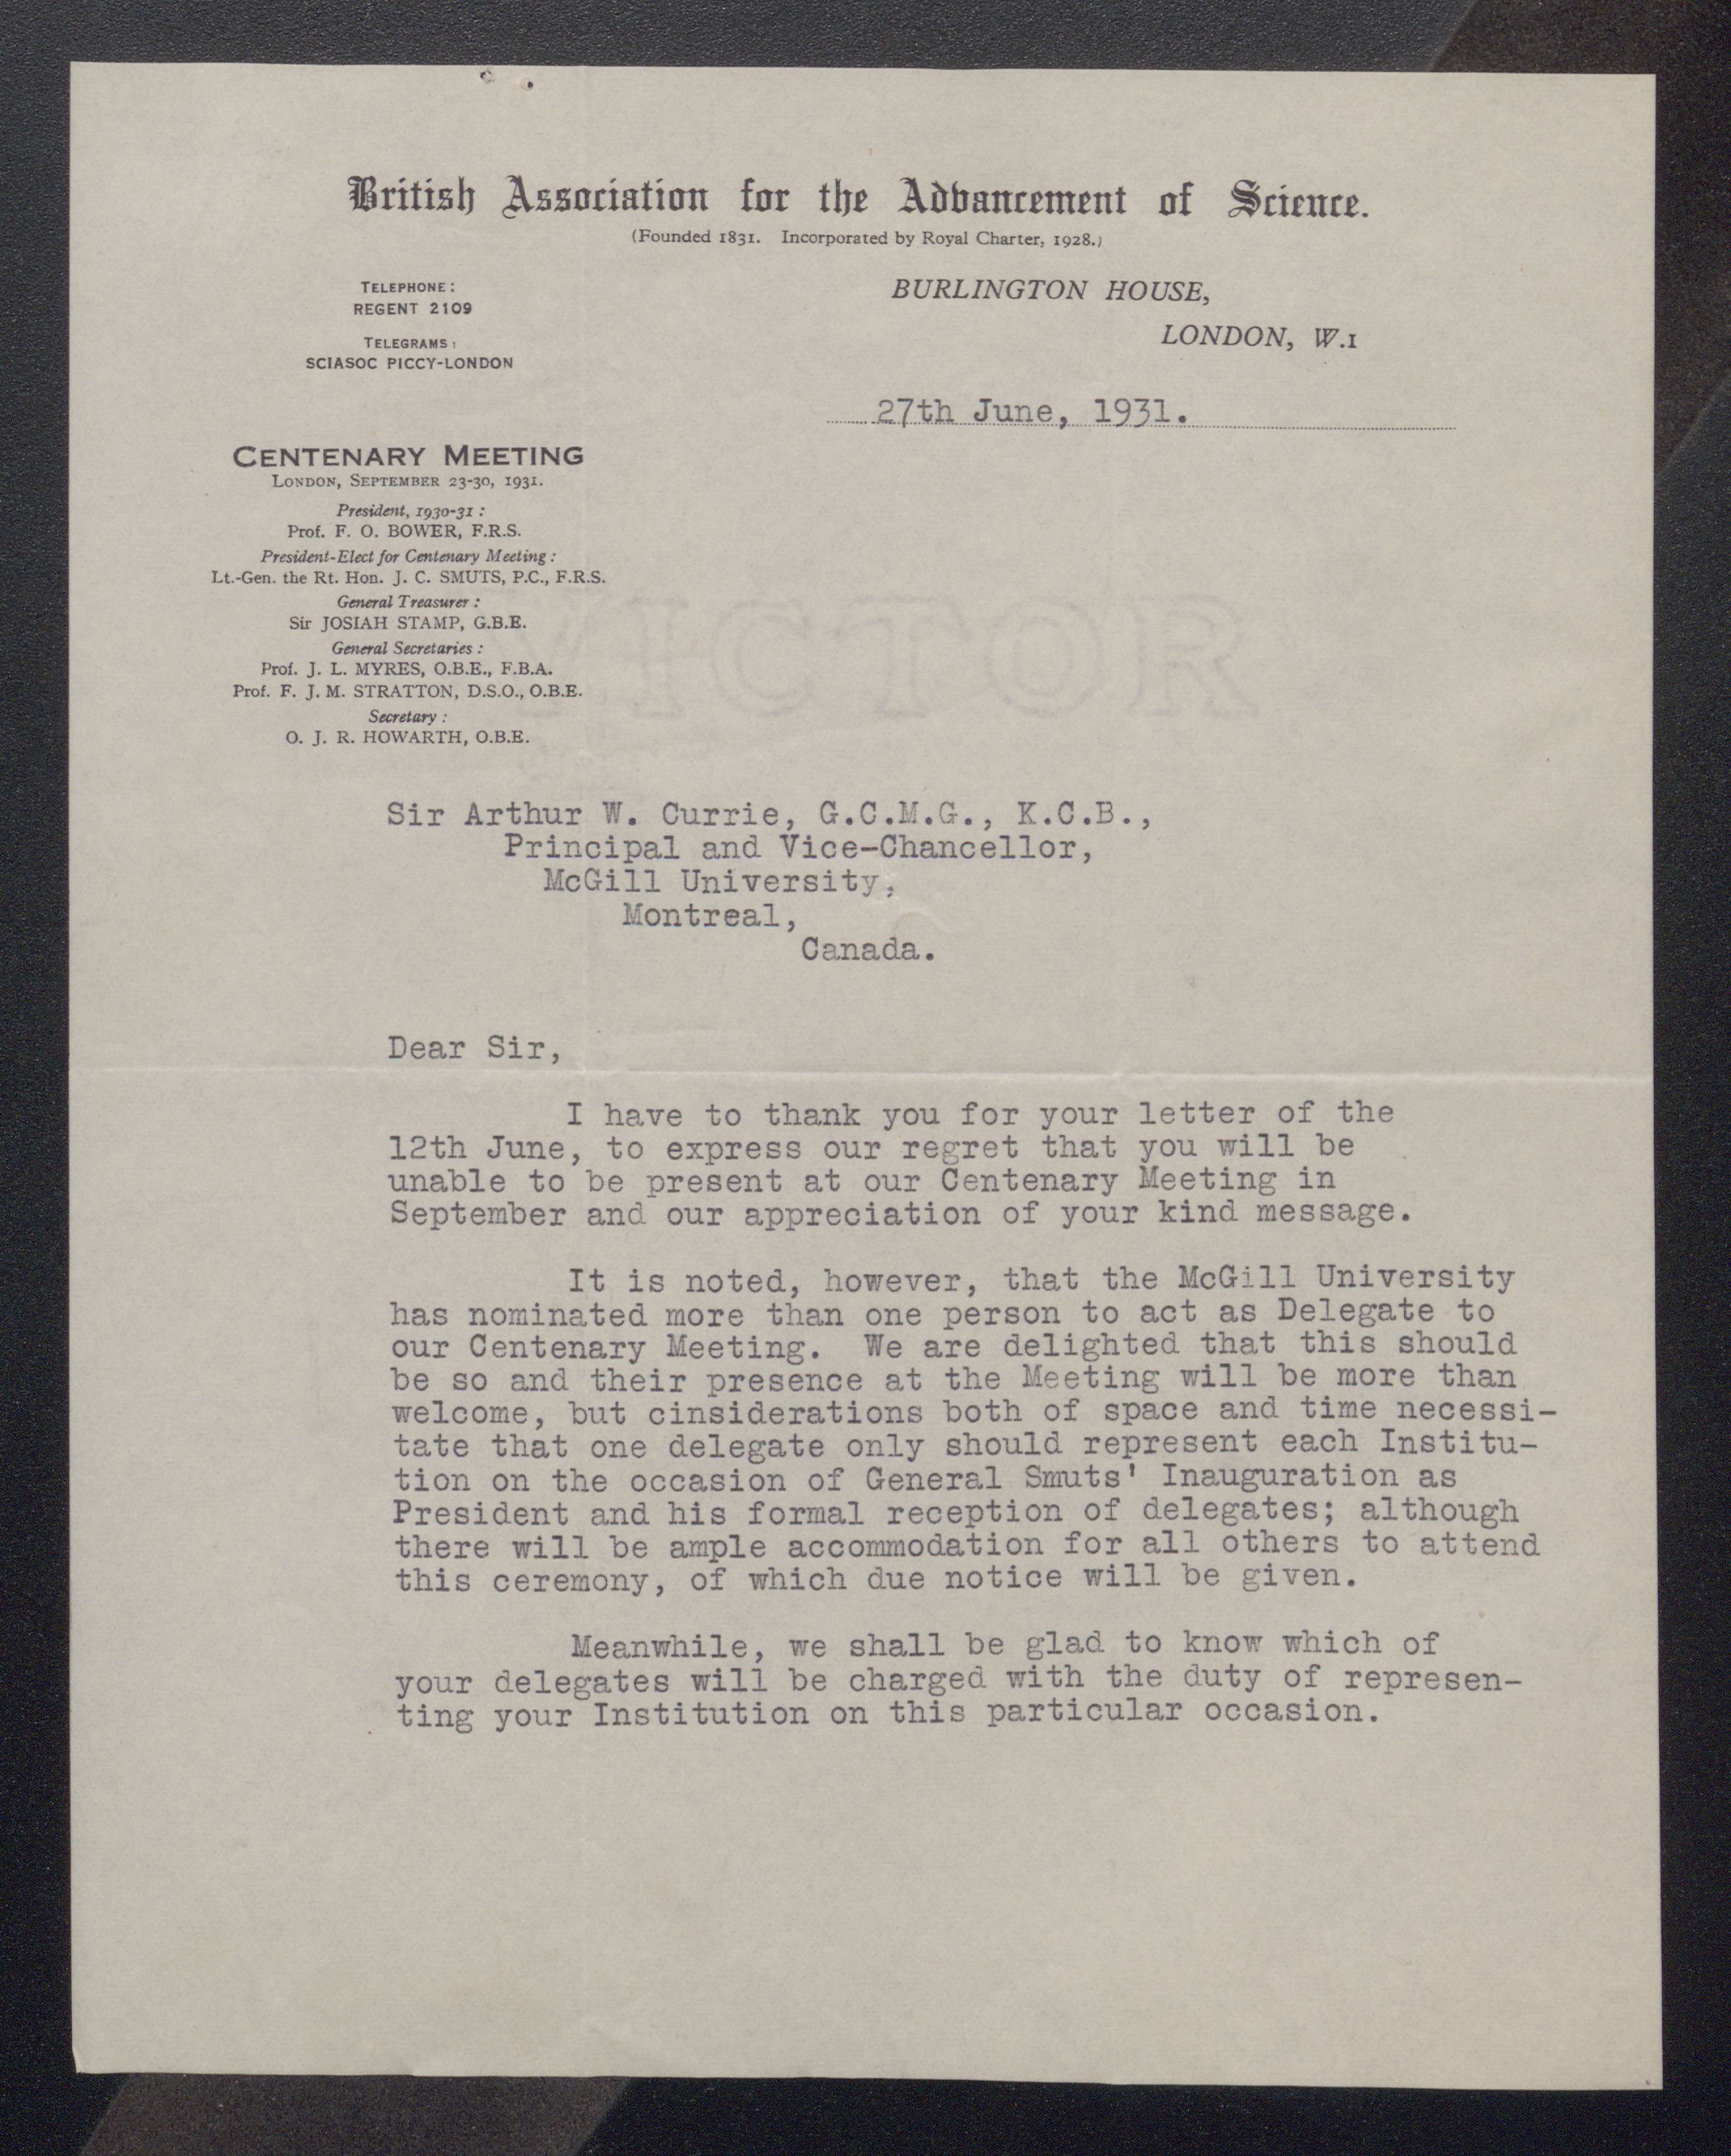 British Association for the Advancement of Science.
(Founded 1831. Incorporated by Royal Charter, 1928.)
TELEPHONE:
REGENT 2109
TELEGRAMS:
SCIASOC PICCY-LONDON
BURLINGTON HOUSE,
LONDON, W.1
27th June, 1931.
CENTENARY MEETING
LONDON, SEPTEMBER 23-30, 1931.
President, 1930-31:
Prof. F. O. BOWER, F.R.S.
President-Elect for Centenary Meeting:
Lt.-Gen. the Rt. Hon. J. C. SMUTS, P.C., F.R.S.
General Treasurer:
Sir JOSIAH STAMP, G.B.E.
General Secretaries:
Prof. J. L. MYRES, O.B.E., F.B.A.
Prof. F. J. M. STRATTON, D.S.O., O.B.E.
Secretary:
O. J. R. HOWARTH, O.B.E.
Sir Arthur W. Currie, G.C.M.G., K.C.B.,
Principal and Vice-Chancellor,
McGill University,
Montreal,
Canada.
Dear Sir,
I have to thank you for your letter of the
12th June, to express our regret that you will be
unable to be present at our Centenary Meeting in
September and our appreciation of your kind message.
It is noted, however, that the McGill University
has nominated more than one person to act as Delegate to
our Centenary Meeting. We are delighted that this should
be so and their presence at the Meeting will be more than
welcome, but cinsiderations both of space and time necessi-
tate that one delegate only should represent each Institu-
tion on the occasion of General Smuts' Inauguration as
President and his formal reception of delegates; although
there will be ample accommodation for all others to attend
this ceremony, of which due notice will be given.
Meanwhile, we shall be glad to know which of
your delegates will be charged with the duty of represen-
ting your Institution on this particular occasion.